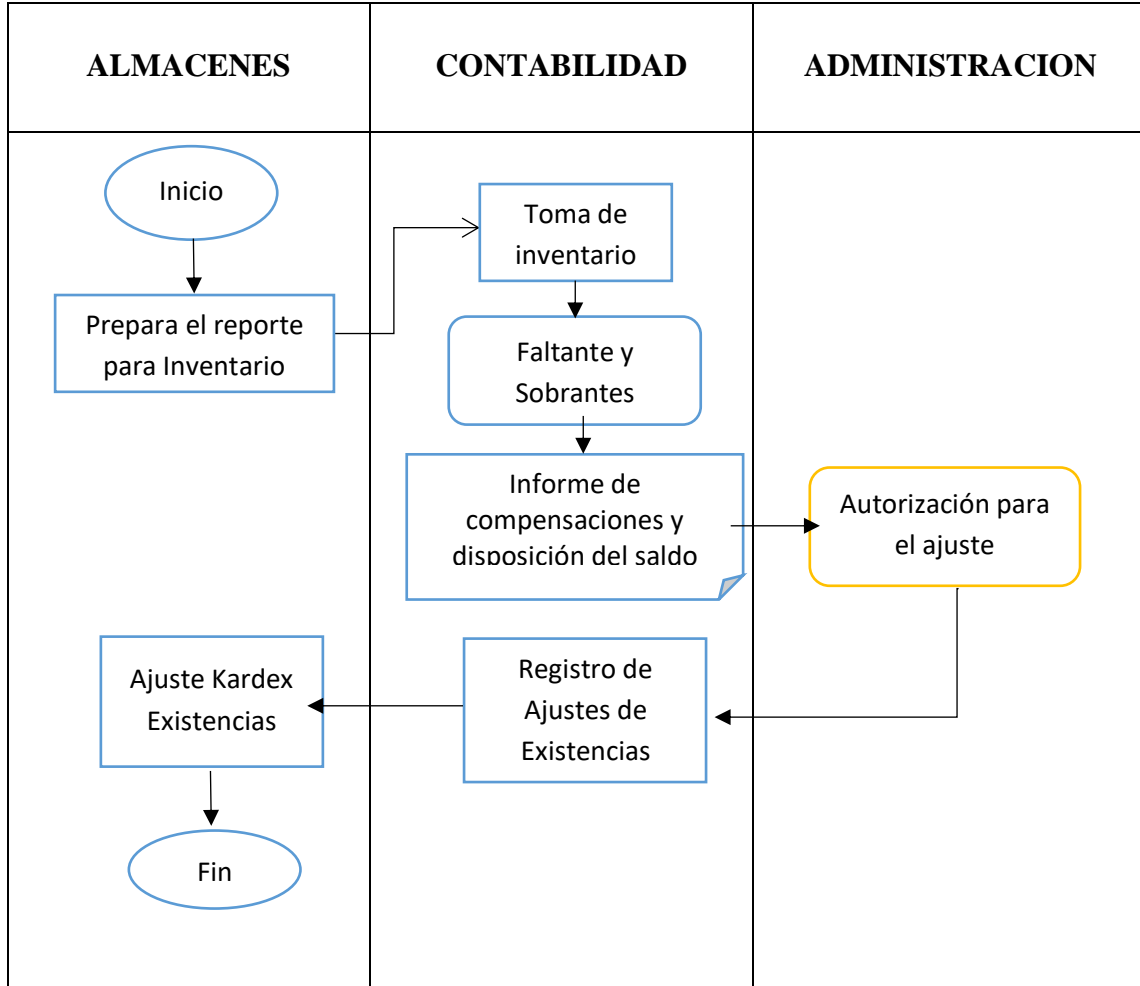 ALMACENES
CONTABILIDAD
ADMINISTRACION
Inicio
Prepara el reporte
para Inventario
Toma de
inventario
Faltante y
Sobrantes
Informe de
compensaciones y
disposición del saldo
Autorización para
el ajuste
Registro de
Ajustes de
Existencias
Ajuste Kardex
Existencias
Fin